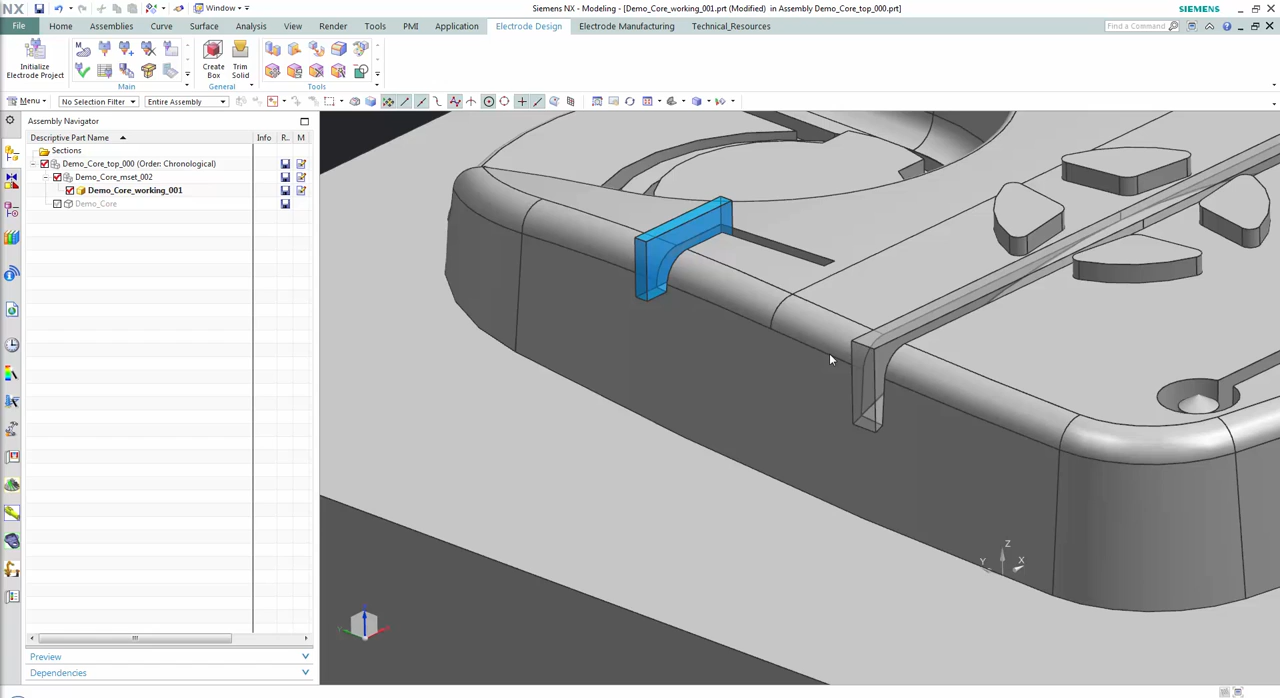 NX
Window
Siemens NX - Modeling - [Demo_Core_working_001.prt (Modified) in Assembly Demo_Core_top_000.prt]
SIEMENS
File
Home
Assemblies
Curve
Surface
Analysis
View
Render
Tools
PMI
Application
Electrode Design
Electrode Manufacturing
Technical_Resources
Find a Command
Initialize
Electrode Project
Create
Box
Trim
Solid
Main
General
Tools
Menu
No Selection Filter
Entire Assembly
Assembly Navigator
Descriptive Part Name
Info
R..
M
Sections
Demo_Core_top_000 (Order: Chronological)
Demo_Core_mset_002
Demo_Core_working_001
Demo_Core
Preview
Dependencies
Z
Y
X